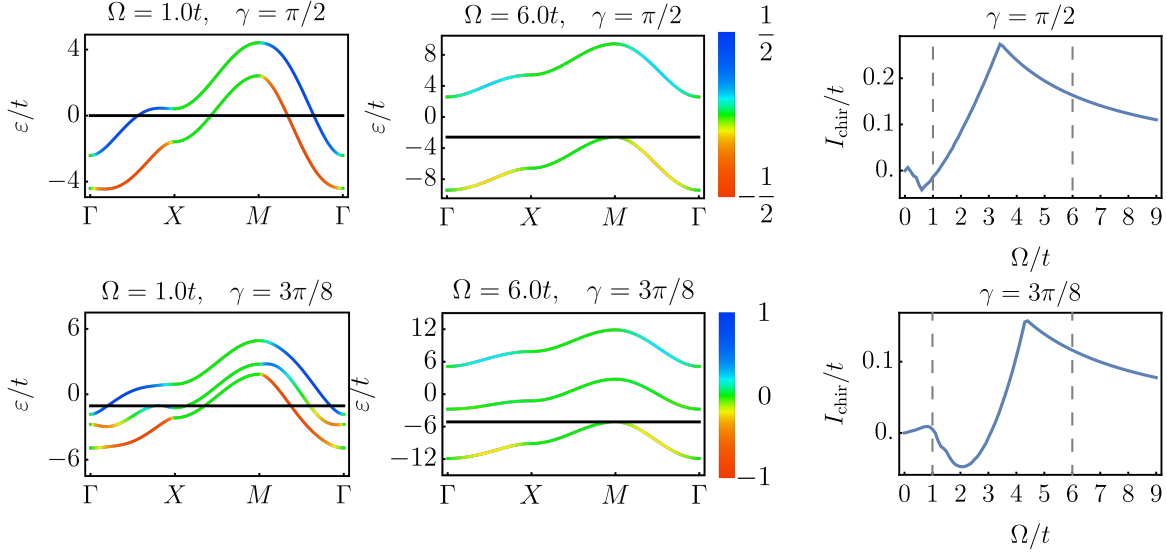 Ω = 1.0t, γ = π/2
ε/t
4
0
−4
Γ X M Γ
Ω = 6.0t, γ = π/2
ε/t
8
4
0
−4
−8
Γ X M Γ
1/2
−1/2
γ = π/2
I_chir/t
0.2
0.1
0.
0 1 2 3 4 5 6 7 8 9
Ω/t
Ω = 1.0t, γ = 3π/8
ε/t
6
0
−6
Γ X M Γ
Ω = 6.0t, γ = 3π/8
ε/t
12
6
0
−6
−12
Γ X M Γ
1
0
−1
γ = 3π/8
I_chir/t
0.1
0.
0 1 2 3 4 5 6 7 8 9
Ω/t